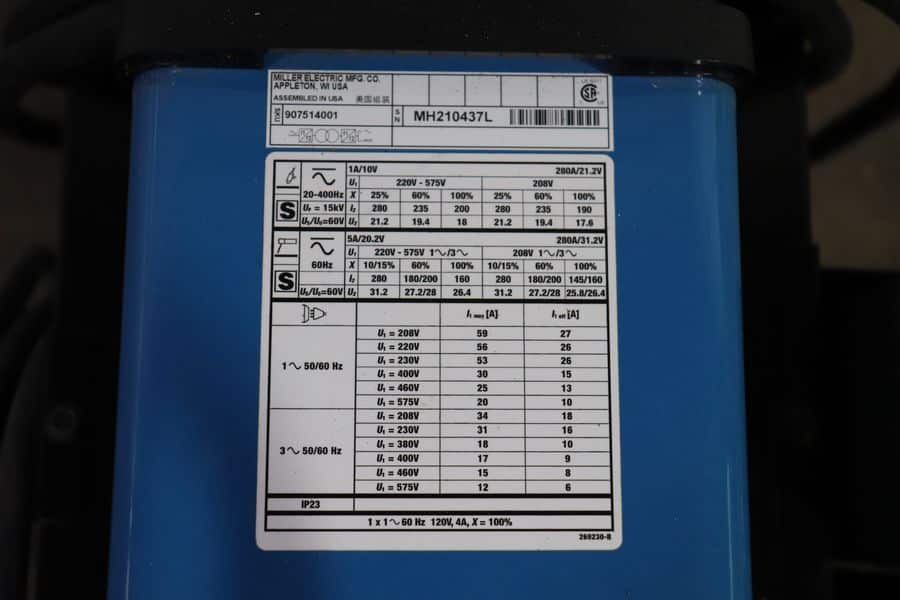 MILLER ELECTRIC MFG. CO.
APPLETON, WI USA
ASSEMBLED IN USA 美国组装
SKU 907514001 SN MH210437L
1A/10V 280A/21.2V
U₁ 220V - 575V 208V
20-400Hz X 25% 60% 100% 25% 60% 100%
S Uₚ = 15kV I₂ 280 235 200 280 235 190
U₂ 21.2 19.4 18 21.2 19.4 17.6
5A/20.2V 280A/31.2V
U₁ 220V - 575V 1~/3~ 208V 1~/3~
60Hz X 10/15% 60% 100% 10/15% 60% 100%
S I₂ 280 180/200 160 280 180/200 145/160
U₂ 31.2 27.2/28 26.4 31.2 27.2/28 25.8/26.4
I₁ max [A] I₁ eff [A]
1~ 50/60 Hz
U₁ = 208V 59 27
U₁ = 220V 56 26
U₁ = 230V 53 26
U₁ = 400V 30 15
U₁ = 460V 25 13
U₁ = 575V 20 10
3~ 50/60 Hz
U₁ = 208V 34 18
U₁ = 230V 31 16
U₁ = 380V 18 10
U₁ = 400V 17 9
U₁ = 460V 15 8
U₁ = 575V 12 6
IP23
1 x 1~60 Hz 120V, 4A, X = 100%
269230-B